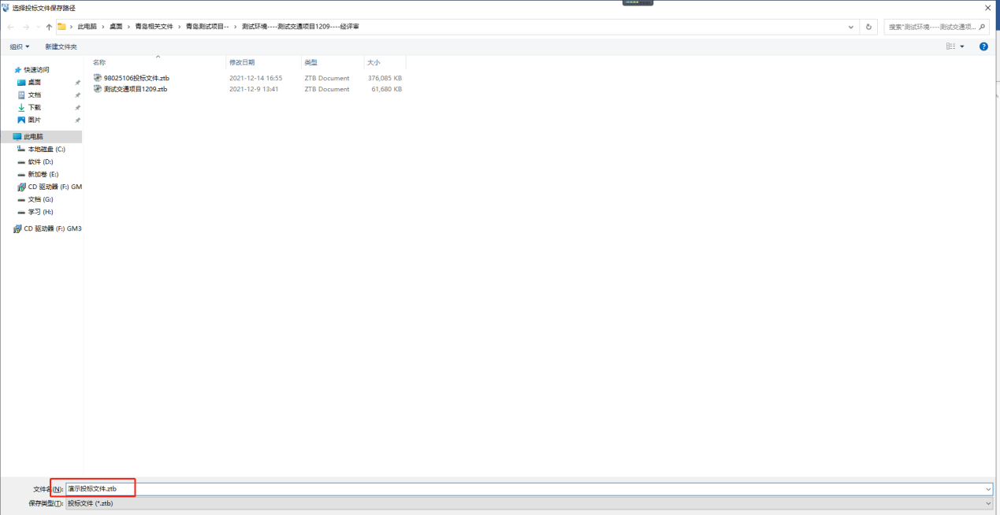 选择投标文件保存路径
此电脑 › 桌面 › 青岛相关文件 › 青岛测试项目-- › 测试环境----测试交通项目1209----经评审
搜索"测试环境----测试交通项...
组织 新建文件夹
名称 修改日期 类型 大小
98025106投标文件.ztb 2021-12-14 16:55 ZTB Document 376,085 KB
测试交通项目1209.ztb 2021-12-9 13:41 ZTB Document 61,680 KB
快速访问
桌面
文档
下载
图片
此电脑
本地磁盘 (C:)
软件 (D:)
新加卷 (E:)
CD 驱动器 (F:) GM
文档 (G:)
学习 (H:)
CD 驱动器 (F:) GM3
文件名(N): 演示投标文件.ztb
保存类型(T): 投标文件 (*.ztb)